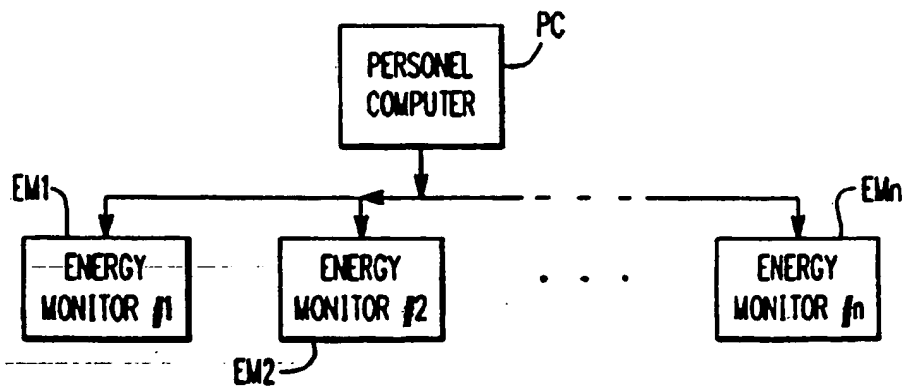 PC
PERSONEL
COMPUTER
EM1
EMn
ENERGY
MONITOR #1
ENERGY
MONITOR #2
ENERGY
MONITOR #n
EM2